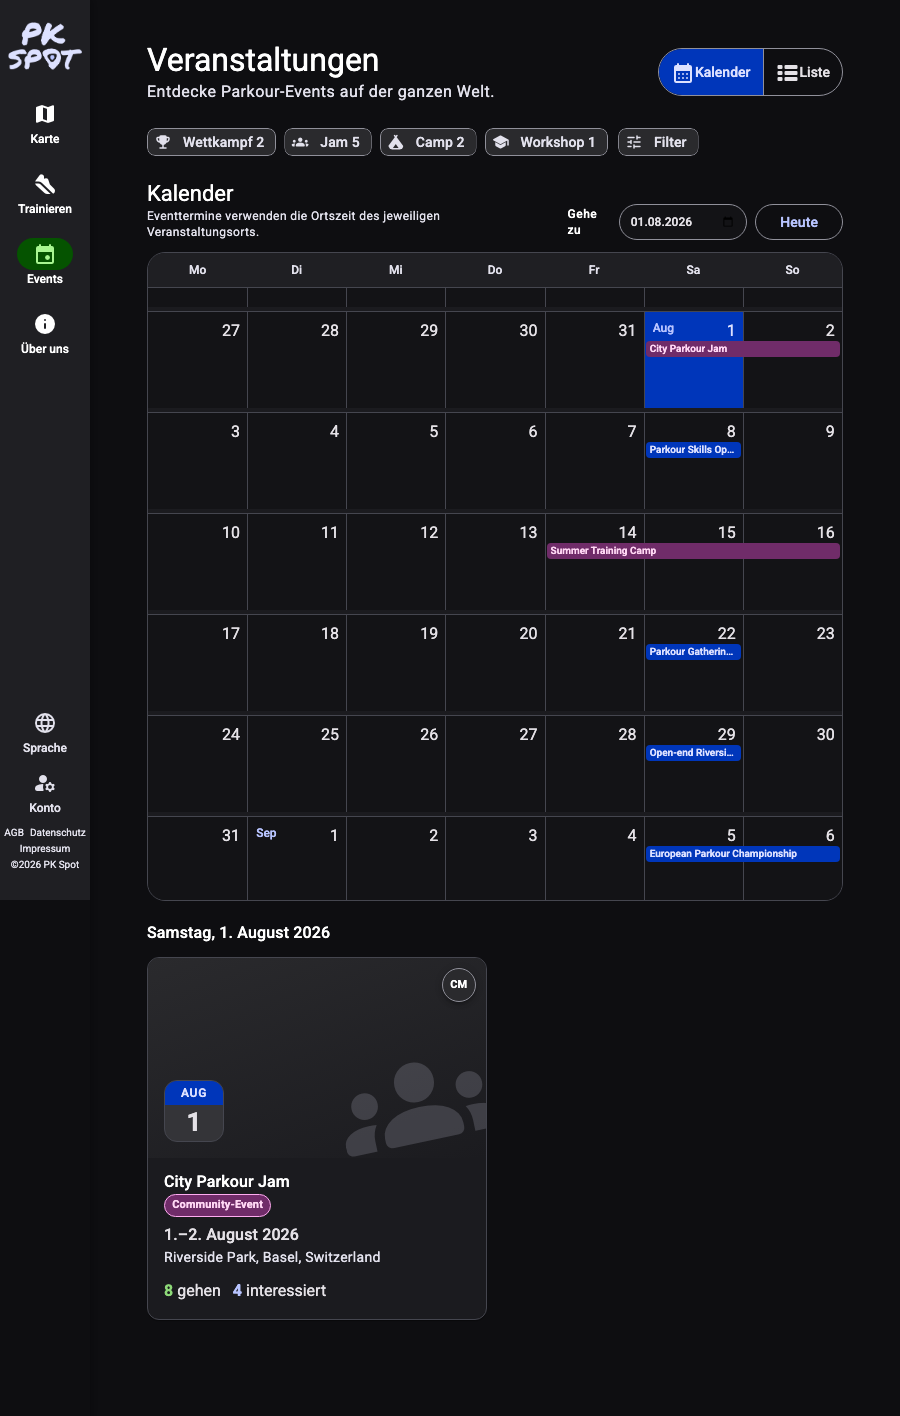 PK
SPOT
Karte
Trainieren
Events
Über uns
Sprache
Konto
AGB Datenschutz
Impressum
©2026 PK Spot
Veranstaltungen
Entdecke Parkour-Events auf der ganzen Welt.
Kalender
Liste
Wettkampf 2
Jam 5
Camp 2
Workshop 1
Filter
Kalender
Eventtermine verwenden die Ortszeit des jeweiligen
Veranstaltungsorts.
Gehe
zu
01.08.2026
Heute
Mo Di Mi Do Fr Sa So
27 28 29 30 31 Aug 1 2
City Parkour Jam
3 4 5 6 7 8 9
Parkour Skills Op...
10 11 12 13 14 15 16
Summer Training Camp
17 18 19 20 21 22 23
Parkour Gatherin...
24 25 26 27 28 29 30
Open-end Riversi...
31 Sep 1 2 3 4 5 6
European Parkour Championship
Samstag, 1. August 2026
CM
AUG
1
City Parkour Jam
Community-Event
1.–2. August 2026
Riverside Park, Basel, Switzerland
8 gehen 4 interessiert